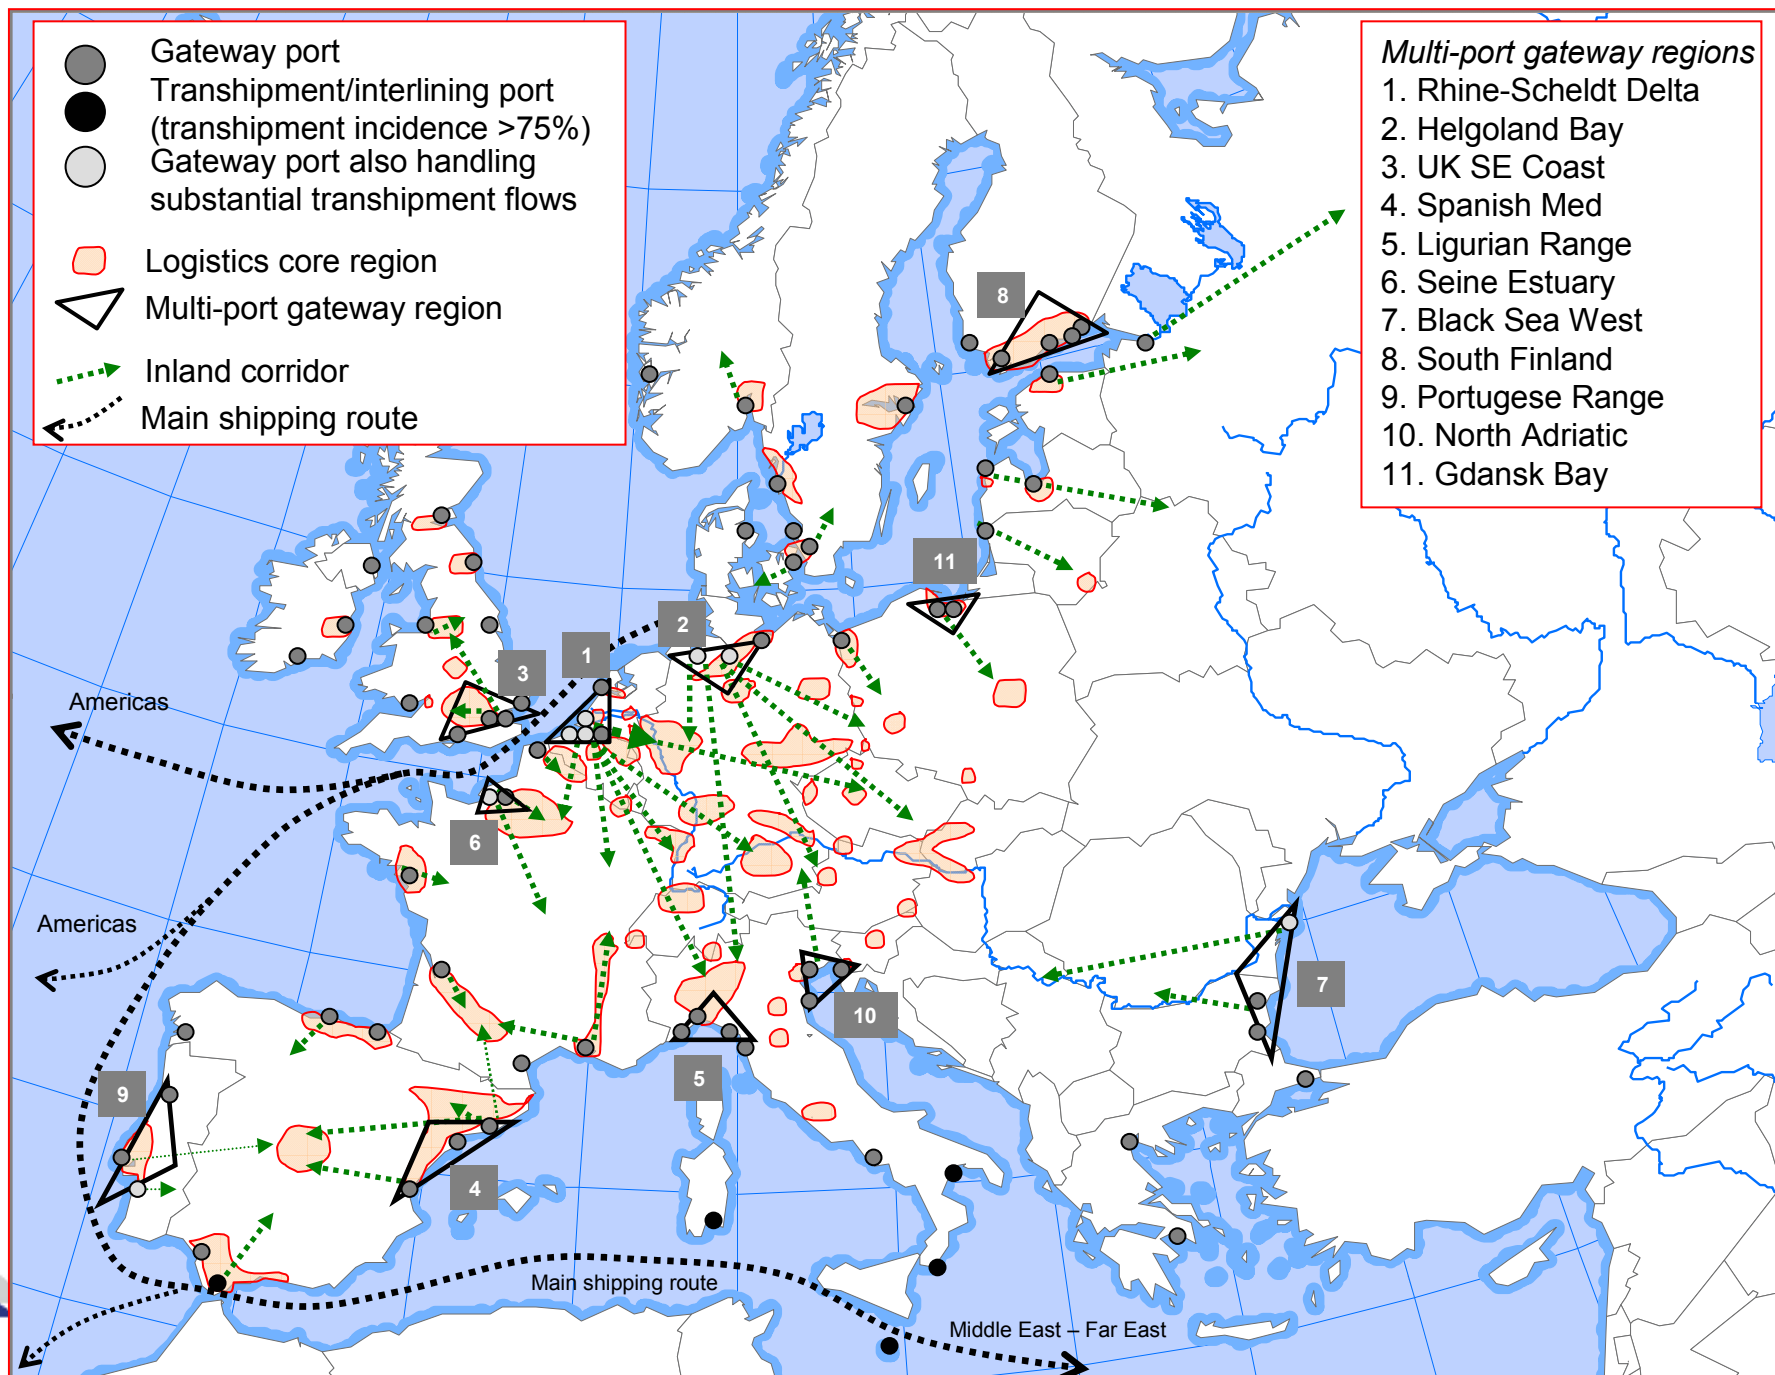 Gateway port
Transhipment/interlining port
(transhipment incidence >75%)
Gateway port also handling
substantial transhipment flows
Logistics core region
Multi-port gateway region
Inland corridor
Main shipping route
Multi-port gateway regions
1. Rhine-Scheldt Delta
2. Helgoland Bay
3. UK SE Coast
4. Spanish Med
5. Ligurian Range
6. Seine Estuary
7. Black Sea West
8. South Finland
9. Portugese Range
10. North Adriatic
11. Gdansk Bay
8
11
2
1
3
Americas
6
Americas
7
10
5
9
4
Main shipping route
Middle East – Far East